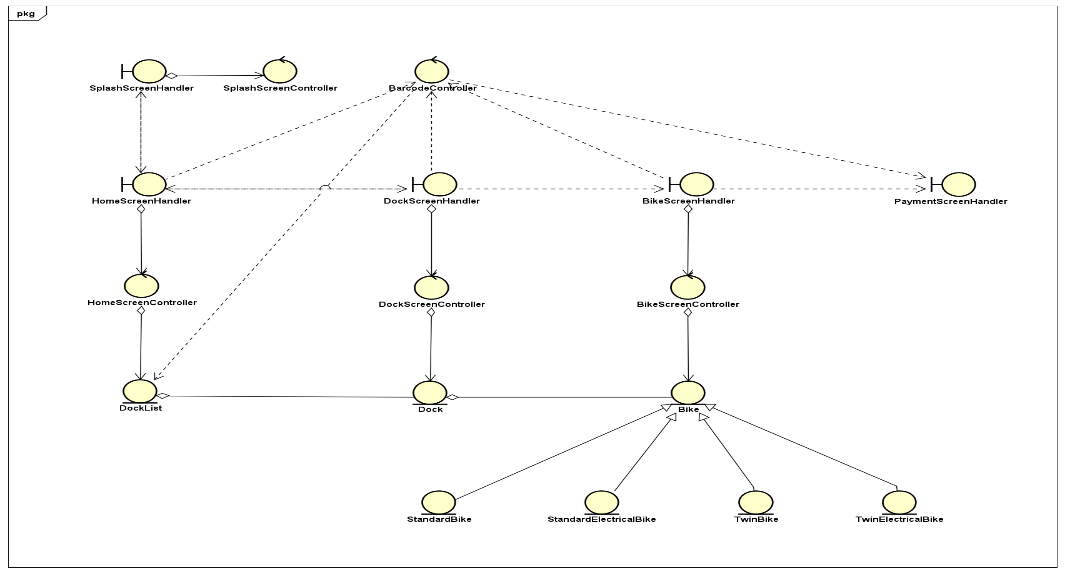 pkg
SplashScreenHandler
SplashScreenController
BarcodeController
HomeScreenHandler
DockScreenHandler
BikeScreenHandler
PaymentScreenHandler
HomeScreenController
DockScreenController
BikeScreenController
DockList
Dock
Bike
StandardBike
StandardElectricalBike
TwinBike
TwinElectricalBike